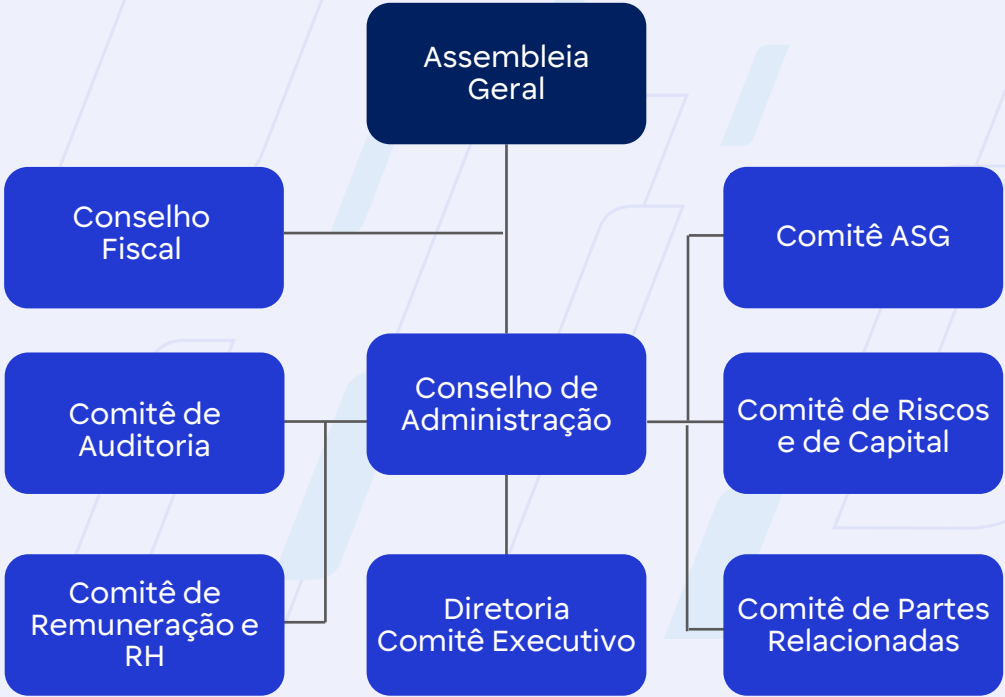 Assembleia
Geral
Conselho
Fiscal
Comitê ASG
Comitê de
Auditoria
Conselho de
Administração
Comitê de Riscos
e de Capital
Comitê de
Remuneração e
RH
Diretoria
Comitê Executivo
Comitê de Partes
Relacionadas